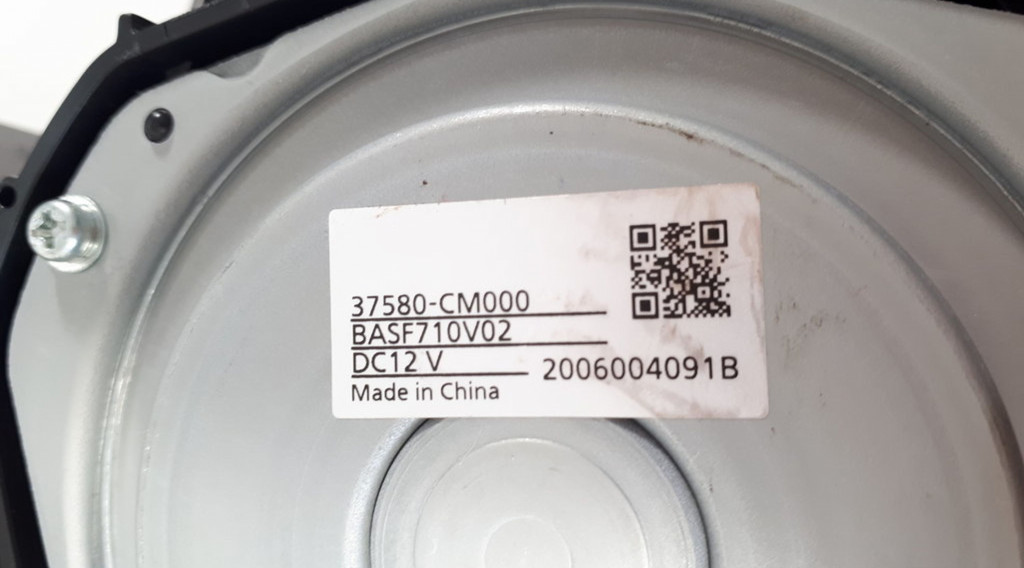 37580-CM000
BASF710V02
DC12 V
2006004091B
Made in China